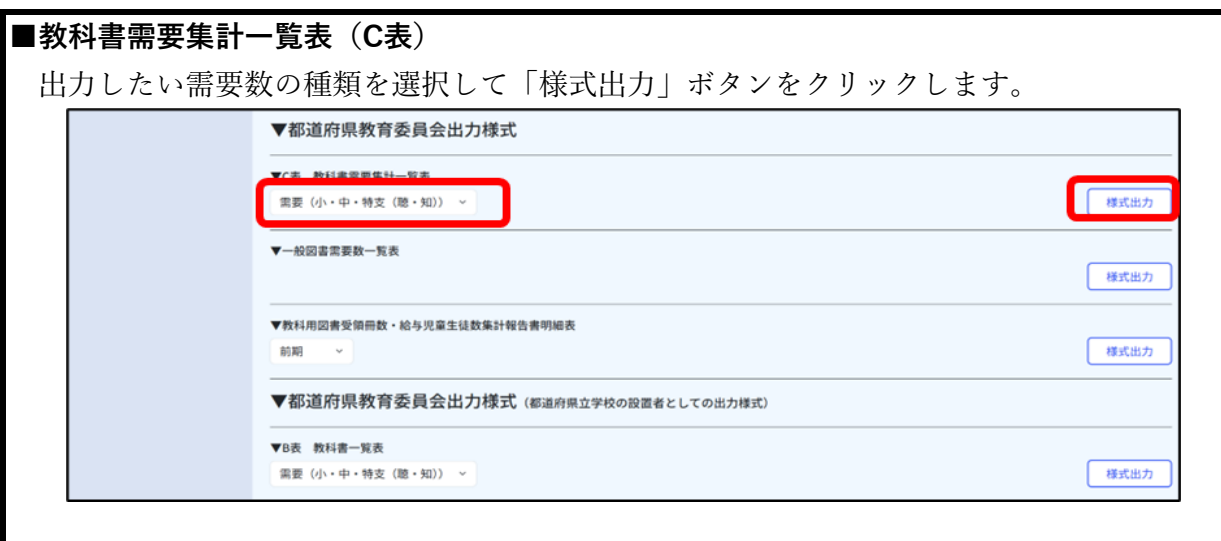 ■教科書需要集計一覧表（C表）
出力したい需要数の種類を選択して「様式出力」ボタンをクリックします。
▼都道府県教育委員会出力様式
▼C表　教科書需要集計一覧表
需要（小・中・特支（聴・知））
様式出力
▼一般図書需要数一覧表
様式出力
▼教科用図書受領冊数・給与児童生徒数集計報告書明細表
前期
様式出力
▼都道府県教育委員会出力様式（都道府県立学校の設置者としての出力様式）
▼B表　教科書一覧表
需要（小・中・特支（聴・知））
様式出力